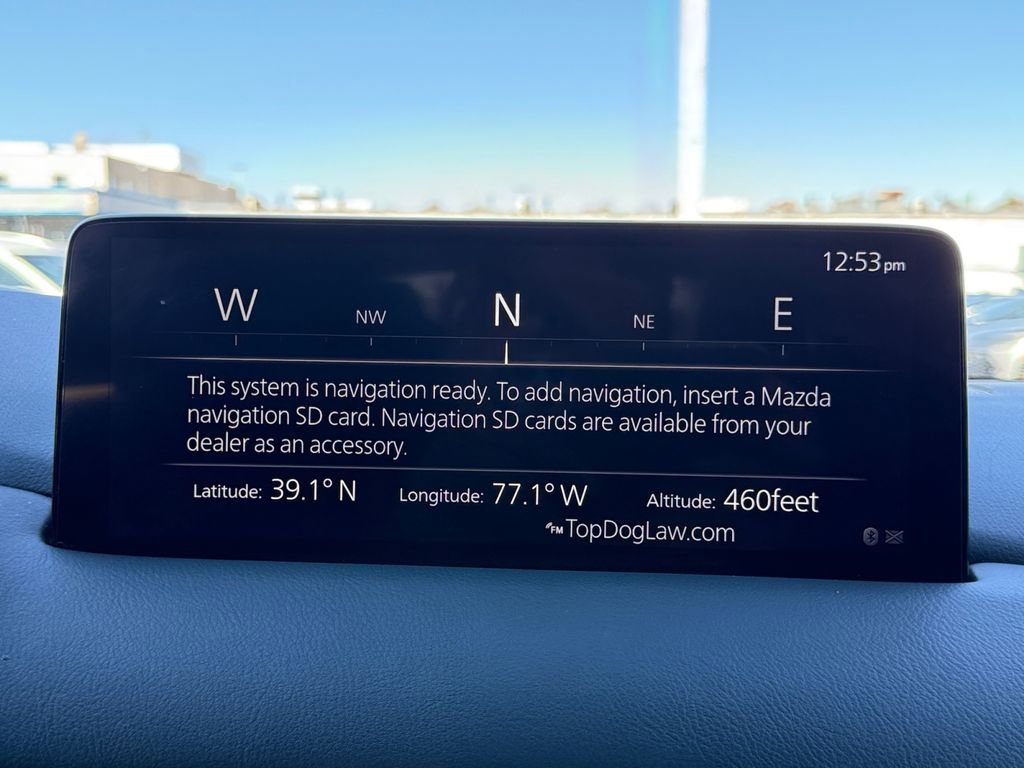 12:53pm
W NW N NE E
This system is navigation ready. To add navigation, insert a Mazda
navigation SD card. Navigation SD cards are available from your
dealer as an accessory.
Latitude: 39.1° N Longitude: 77.1° W Altitude: 460feet
FM TopDogLaw.com